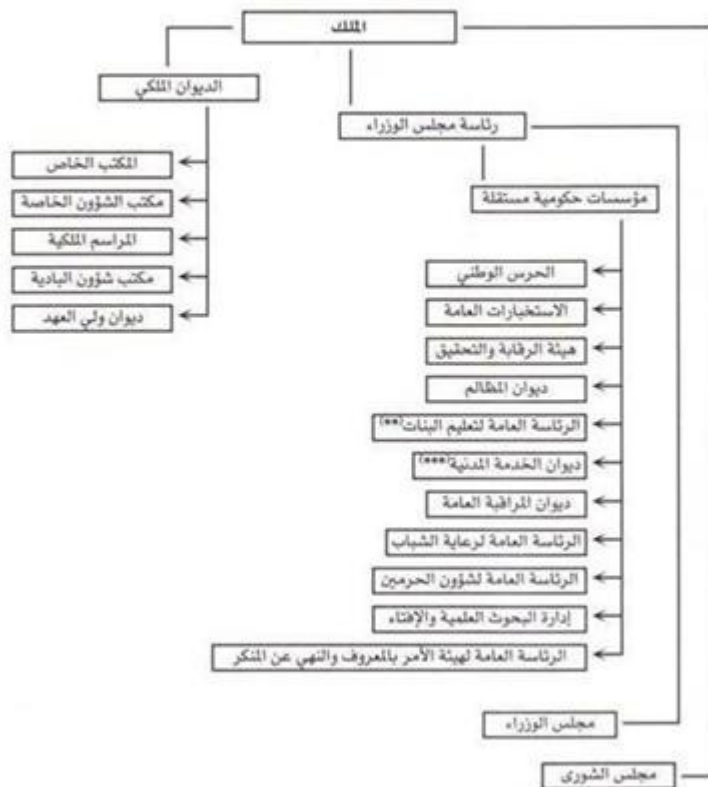 الملك
الديوان الملكي
المكتب الخاص
مكتب الشؤون الخاصة
المراسم الملكية
مكتب شؤون البادية
ديوان ولي العهد
رئاسة مجلس الوزراء
مؤسسات حكومية مستقلة
الحرس الوطني
الاستخبارات العامة
هيئة الرقابة والتحقيق
ديوان المظالم
الرئاسة العامة لتعليم البنات(**)
ديوان الخدمة المدنية(***)
ديوان المراقبة العامة
الرئاسة العامة لرعاية الشباب
الرئاسة العامة لشؤون الحرمين
إدارة البحوث العلمية والإفتاء
الرئاسة العامة لهيئة الأمر بالمعروف والنهي عن المنكر
مجلس الوزراء
مجلس الشورى